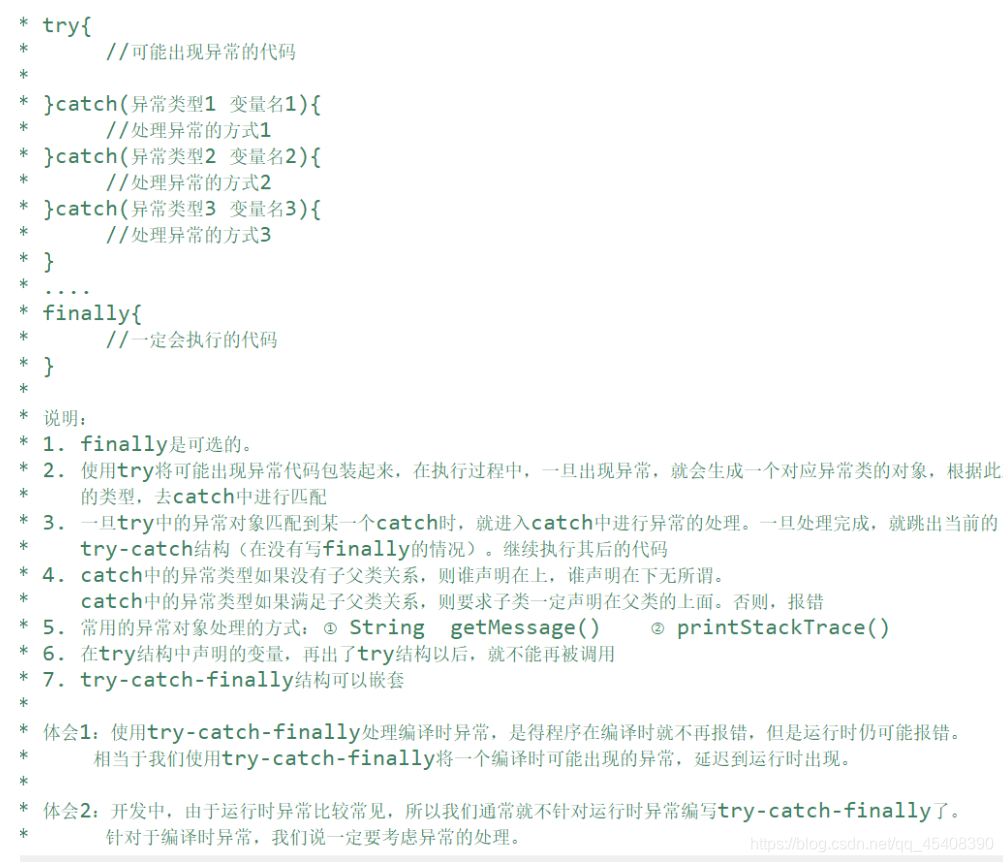 * try{
*      //可能出现异常的代码
*
* }catch(异常类型1 变量名1){
*      //处理异常的方式1
* }catch(异常类型2 变量名2){
*      //处理异常的方式2
* }catch(异常类型3 变量名3){
*      //处理异常的方式3
* }
* ....
* finally{
*      //一定会执行的代码
* }
*
* 说明：
* 1. finally是可选的。
* 2. 使用try将可能出现异常代码包装起来，在执行过程中，一旦出现异常，就会生成一个对应异常类的对象，根据此
*    的类型，去catch中进行匹配
* 3. 一旦try中的异常对象匹配到某一个catch时，就进入catch中进行异常的处理。一旦处理完成，就跳出当前的
*    try-catch结构（在没有写finally的情况）。继续执行其后的代码
* 4. catch中的异常类型如果没有子父类关系，则谁声明在上，谁声明在下无所谓。
*    catch中的异常类型如果满足子父类关系，则要求子类一定声明在父类的上面。否则，报错
* 5. 常用的异常对象处理的方式： ① String  getMessage()    ② printStackTrace()
* 6. 在try结构中声明的变量，再出了try结构以后，就不能再被调用
* 7. try-catch-finally结构可以嵌套
*
* 体会1：使用try-catch-finally处理编译时异常，是得程序在编译时就不再报错，但是运行时仍可能报错。
*     相当于我们使用try-catch-finally将一个编译时可能出现的异常，延迟到运行时出现。
*
* 体会2：开发中，由于运行时异常比较常见，所以我们通常就不针对运行时异常编写try-catch-finally了。
*      针对于编译时异常，我们说一定要考虑异常的处理。
https://blog.csdn.net/qq_45408390